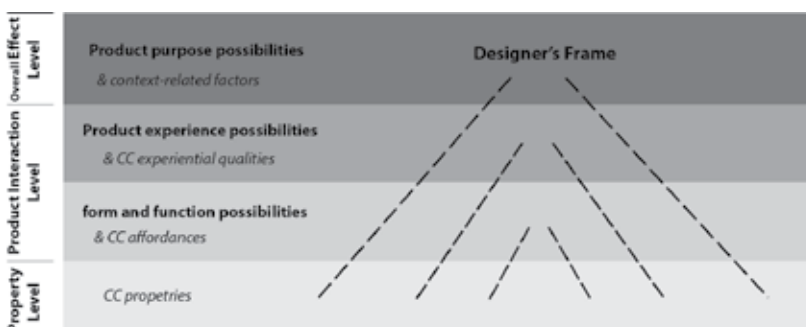 Overall Effect
Level
Product purpose possibilities
& context-related factors
Designer's Frame
Product Interaction
Level
Product experience possibilities
& CC experiential qualities
form and function possibilities
& CC affordances
Property
Level
CC propetries